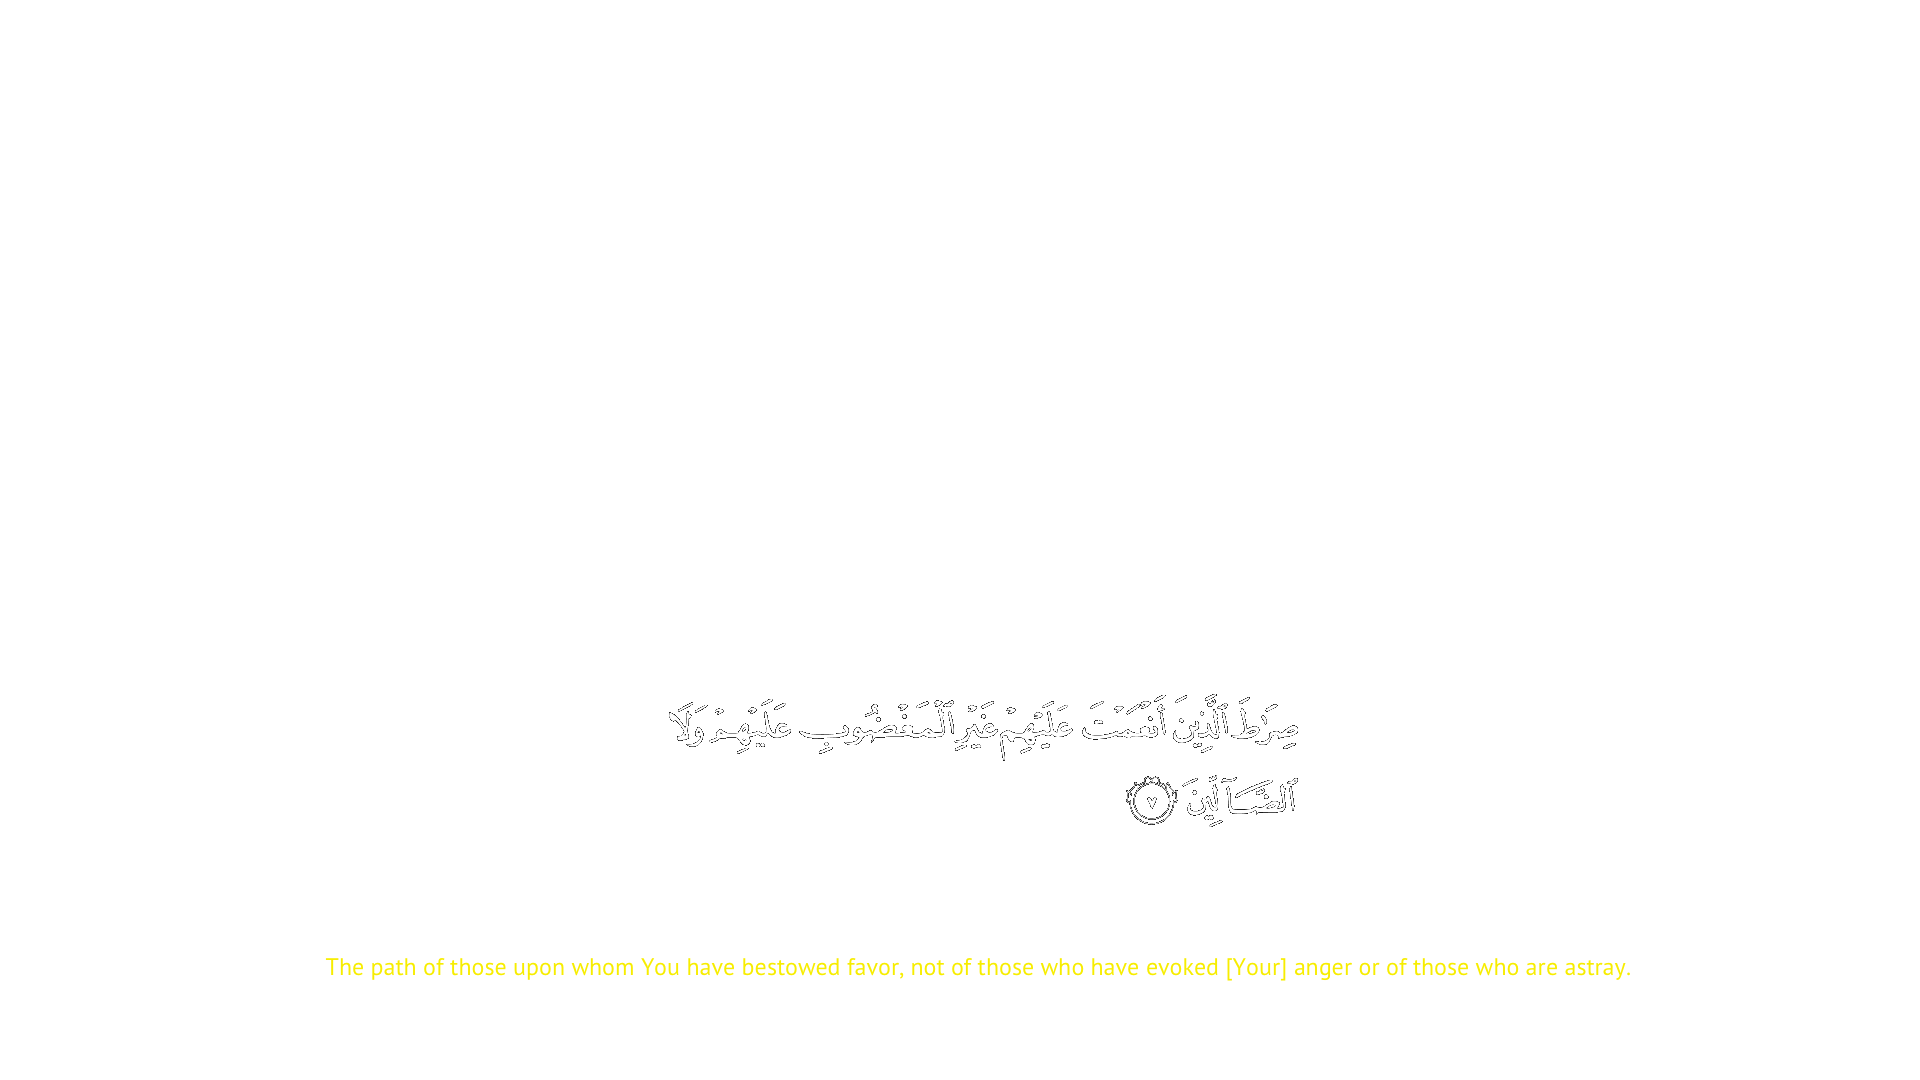 صِرَٰطَ ٱلَّذِينَ أَنْعَمْتَ عَلَيْهِمْ غَيْرِ ٱلْمَغْضُوبِ عَلَيْهِمْ وَلَا
ٱلضَّآلِّينَ ٧
The path of those upon whom You have bestowed favor, not of those who have evoked [Your] anger or of those who are astray.